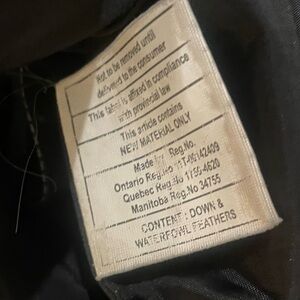 Not to be removed until
delivered to the consumer
This label is affixed in compliance
with provincial law
This article contains
NEW MATERIAL ONLY
Made by Reg.No.
Ontario Reg.No
Quebec Reg.No
Manitoba Reg.No 34755
CONTENT : DOWN &
WATERFOWL FEATHERS